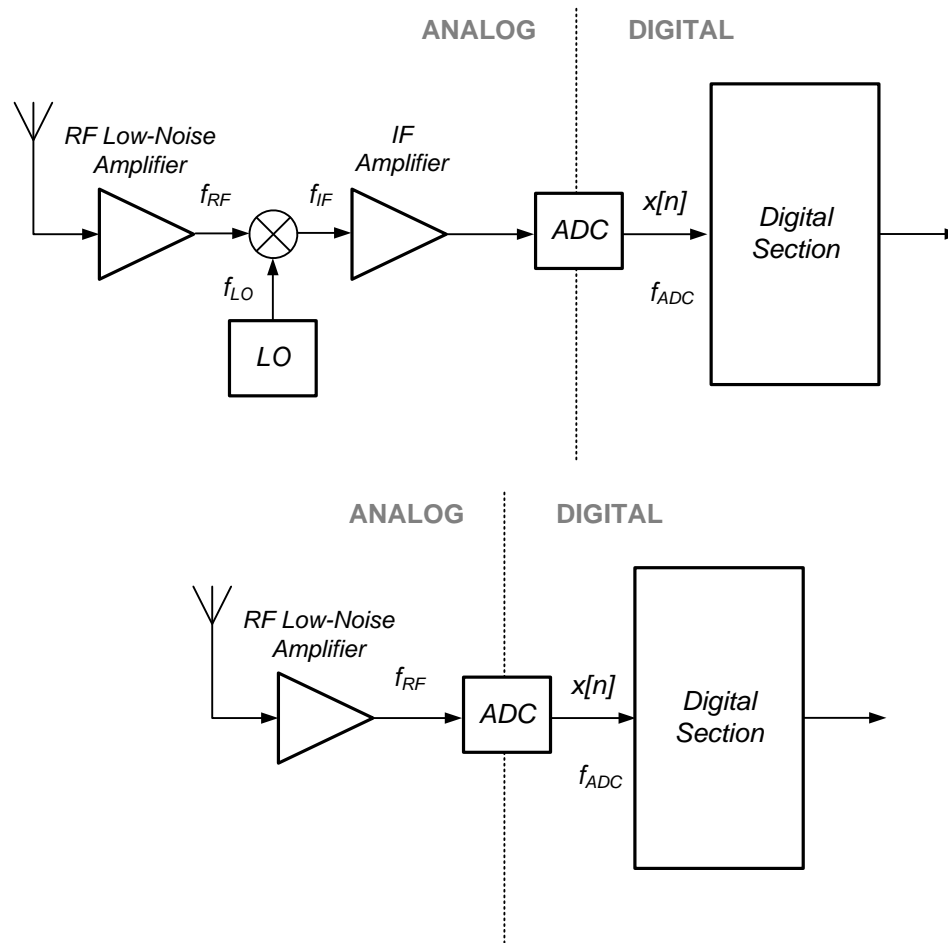 ANALOG
DIGITAL
RF Low-Noise
Amplifier
IF
Amplifier
f_RF
f_IF
ADC
x[n]
Digital
Section
f_LO
f_ADC
LO
ANALOG
DIGITAL
RF Low-Noise
Amplifier
f_RF
ADC
x[n]
Digital
Section
f_ADC